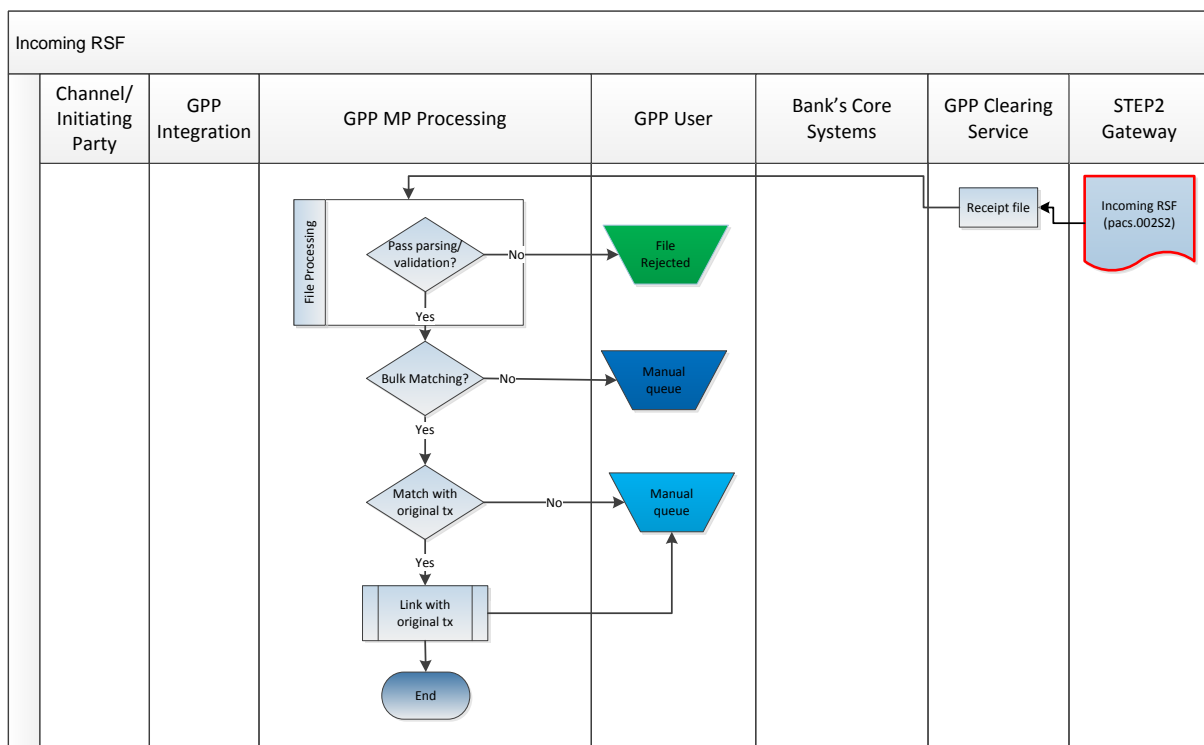 Incoming RSF
Channel/
Initiating
Party
GPP
Integration
GPP MP Processing
GPP User
Bank's Core
Systems
GPP Clearing
Service
STEP2
Gateway
Incoming RSF
(pacs.002S2)
Receipt file
File Processing
Pass parsing/
validation?
No
File
Rejected
Yes
Bulk Matching?
No
Manual
queue
Yes
Match with
original tx
No
Manual
queue
Yes
Link with
original tx
End